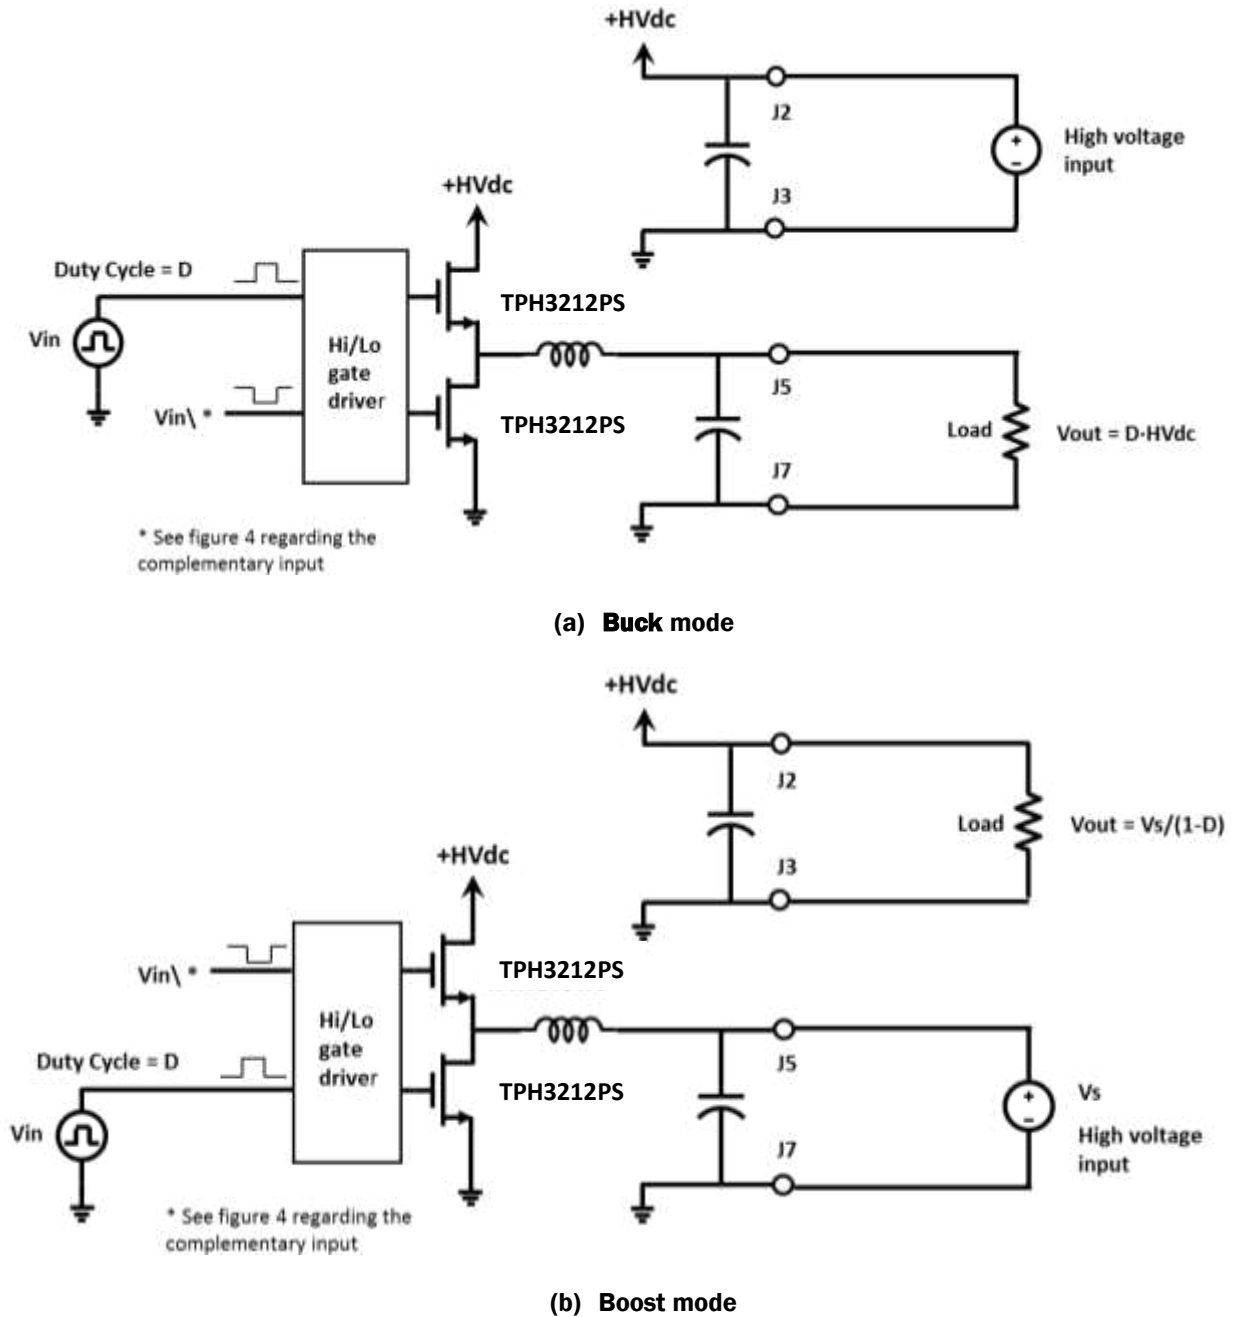 +HVdc
J2
High voltage
input
J3
+HVdc
Duty Cycle = D
TPH3212PS
Vin
Hi/Lo
gate
driver
J5
Vin\ *
TPH3212PS
Load
Vout = D·HVdc
J7
* See figure 4 regarding the
complementary input
(a) Buck mode
+HVdc
J2
Load
Vout = Vs/(1-D)
J3
+HVdc
Vin\ *
TPH3212PS
Hi/Lo
gate
driver
J5
Duty Cycle = D
TPH3212PS
Vs
Vin
High voltage
input
J7
* See figure 4 regarding the
complementary input
(b) Boost mode